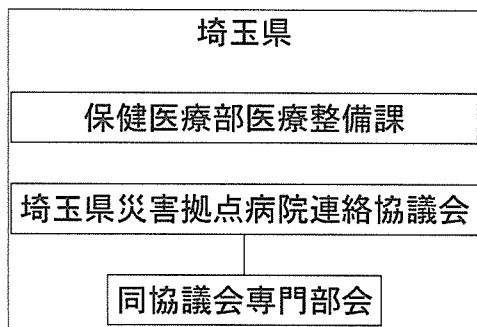 埼玉県
保健医療部医療整備課
埼玉県災害拠点病院連絡協議会
同協議会専門部会